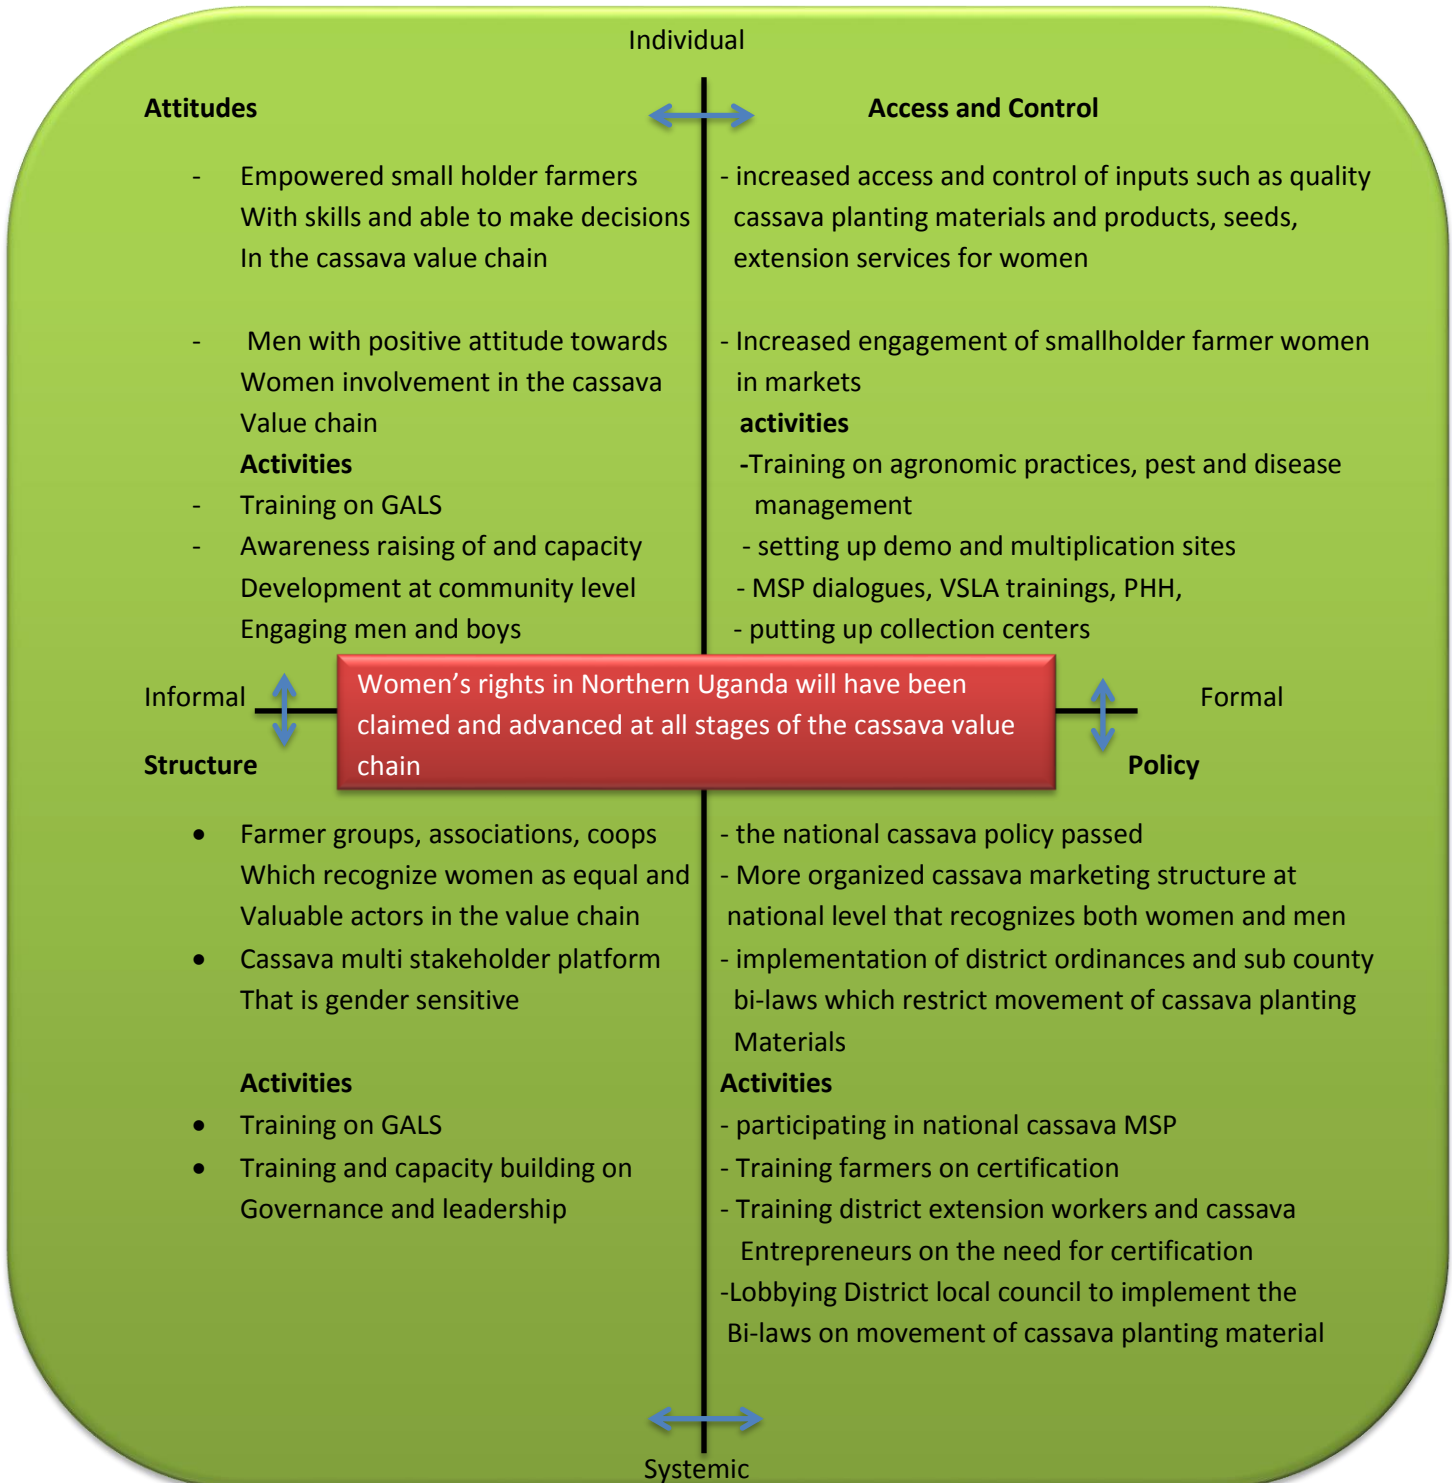 Individual
Attitudes
- Empowered small holder farmers
With skills and able to make decisions
In the cassava value chain
- Men with positive attitude towards
Women involvement in the cassava
Value chain
Activities
- Training on GALS
- Awareness raising of and capacity
Development at community level
Engaging men and boys
Access and Control
- increased access and control of inputs such as quality
cassava planting materials and products, seeds,
extension services for women
- Increased engagement of smallholder farmer women
in markets
activities
-Training on agronomic practices, pest and disease
management
- setting up demo and multiplication sites
- MSP dialogues, VSLA trainings, PHH,
- putting up collection centers
Informal
Women’s rights in Northern Uganda will have been
claimed and advanced at all stages of the cassava value
chain
Formal
Structure
• Farmer groups, associations, coops
Which recognize women as equal and
Valuable actors in the value chain
• Cassava multi stakeholder platform
That is gender sensitive
Activities
• Training on GALS
• Training and capacity building on
Governance and leadership
Policy
- the national cassava policy passed
- More organized cassava marketing structure at
national level that recognizes both women and men
- implementation of district ordinances and sub county
bi-laws which restrict movement of cassava planting
Materials
Activities
- participating in national cassava MSP
- Training farmers on certification
- Training district extension workers and cassava
Entrepreneurs on the need for certification
-Lobbying District local council to implement the
Bi-laws on movement of cassava planting material
Systemic